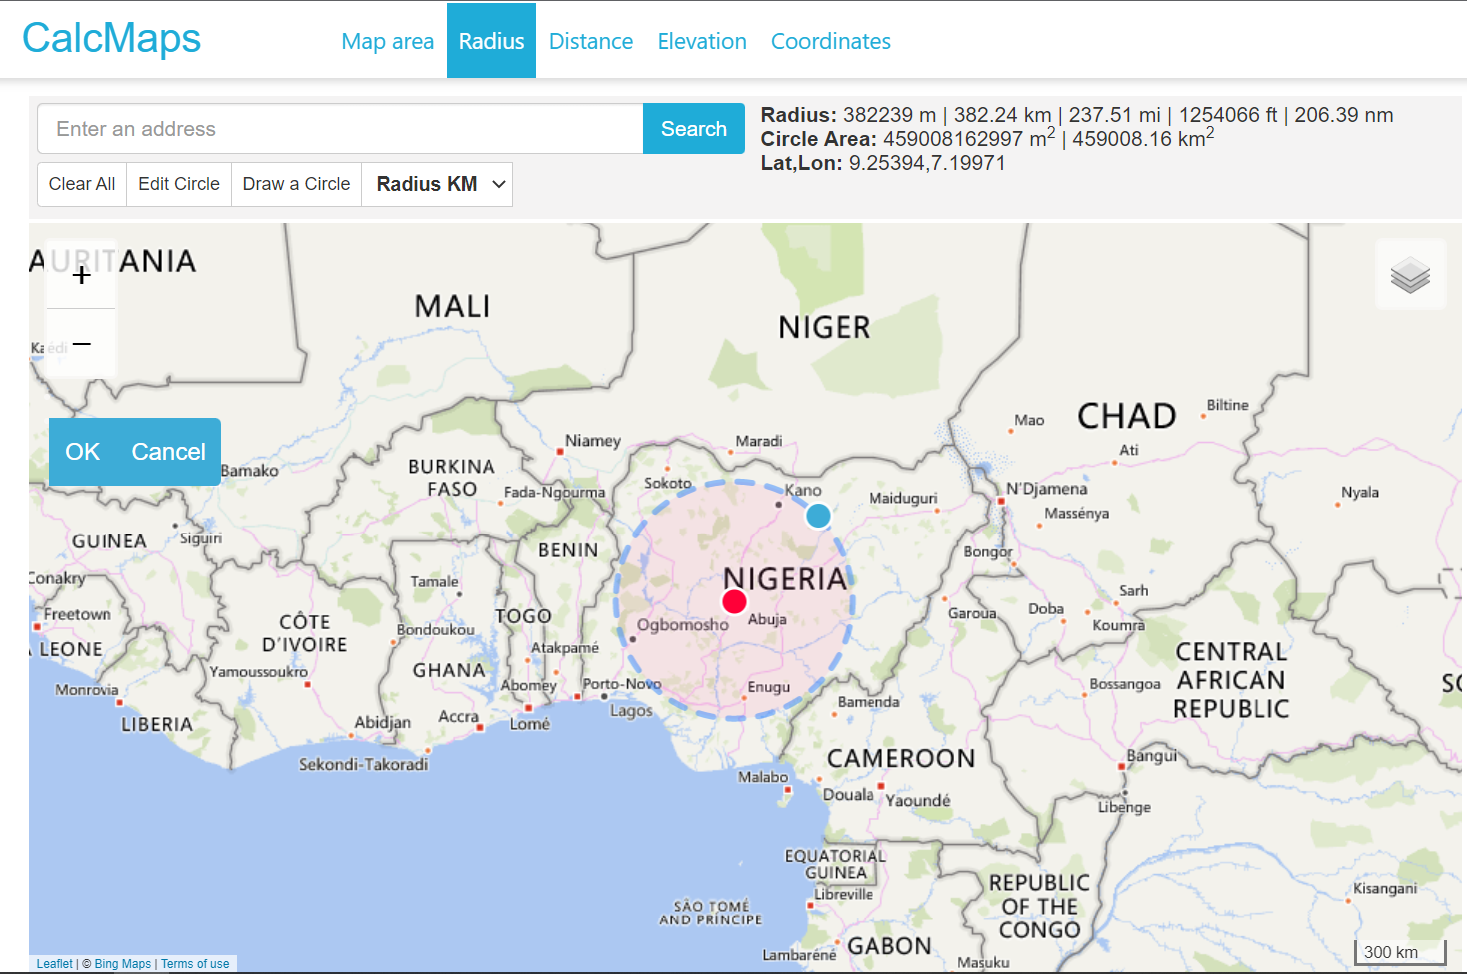 CalcMaps
Map area Radius Distance Elevation Coordinates
Enter an address Search
Radius: 382239 m | 382.24 km | 237.51 mi | 1254066 ft | 206.39 nm
Circle Area: 459008162997 m² | 459008.16 km²
Lat,Lon: 9.25394,7.19971
Clear All Edit Circle Draw a Circle Radius KM
AURITANIA
+
MALI
NIGER
Kaédi
−
CHAD
Biltine
Mao
Niamey
Maradi
Ati
OK Cancel
Bamako
BURKINA
FASO
Fada-Ngourma
Sokoto
Kano
Maiduguri
N'Djamena
Nyala
Massénya
GUINEA
Siguiri
BENIN
Bongor
Conakry
Tamale
NIGERIA
Sarh
Freetown
CÔTE
D'IVOIRE
TOGO
Ogbomosho
Abuja
Garoua
Doba
Koumra
Bondoukou
LEONE
Atakpamé
CENTRAL
AFRICAN
REPUBLIC
Yamoussoukro
GHANA
Abomey
Porto-Novo
Enugu
Bossangoa
SO
Monrovia
Bamenda
LIBERIA
Abidjan
Accra
Lomé
Lagos
Sekondi-Takoradi
CAMEROON
Bangui
Malabo
Douala
Yaoundé
Libenge
EQUATORIAL
GUINEA
Libreville
REPUBLIC
OF THE
CONGO
Kisangani
SÃO TOMÉ
AND PRÍNCIPE
GABON
Lambaréné
Masuku
300 km
Leaflet | © Bing Maps | Terms of use